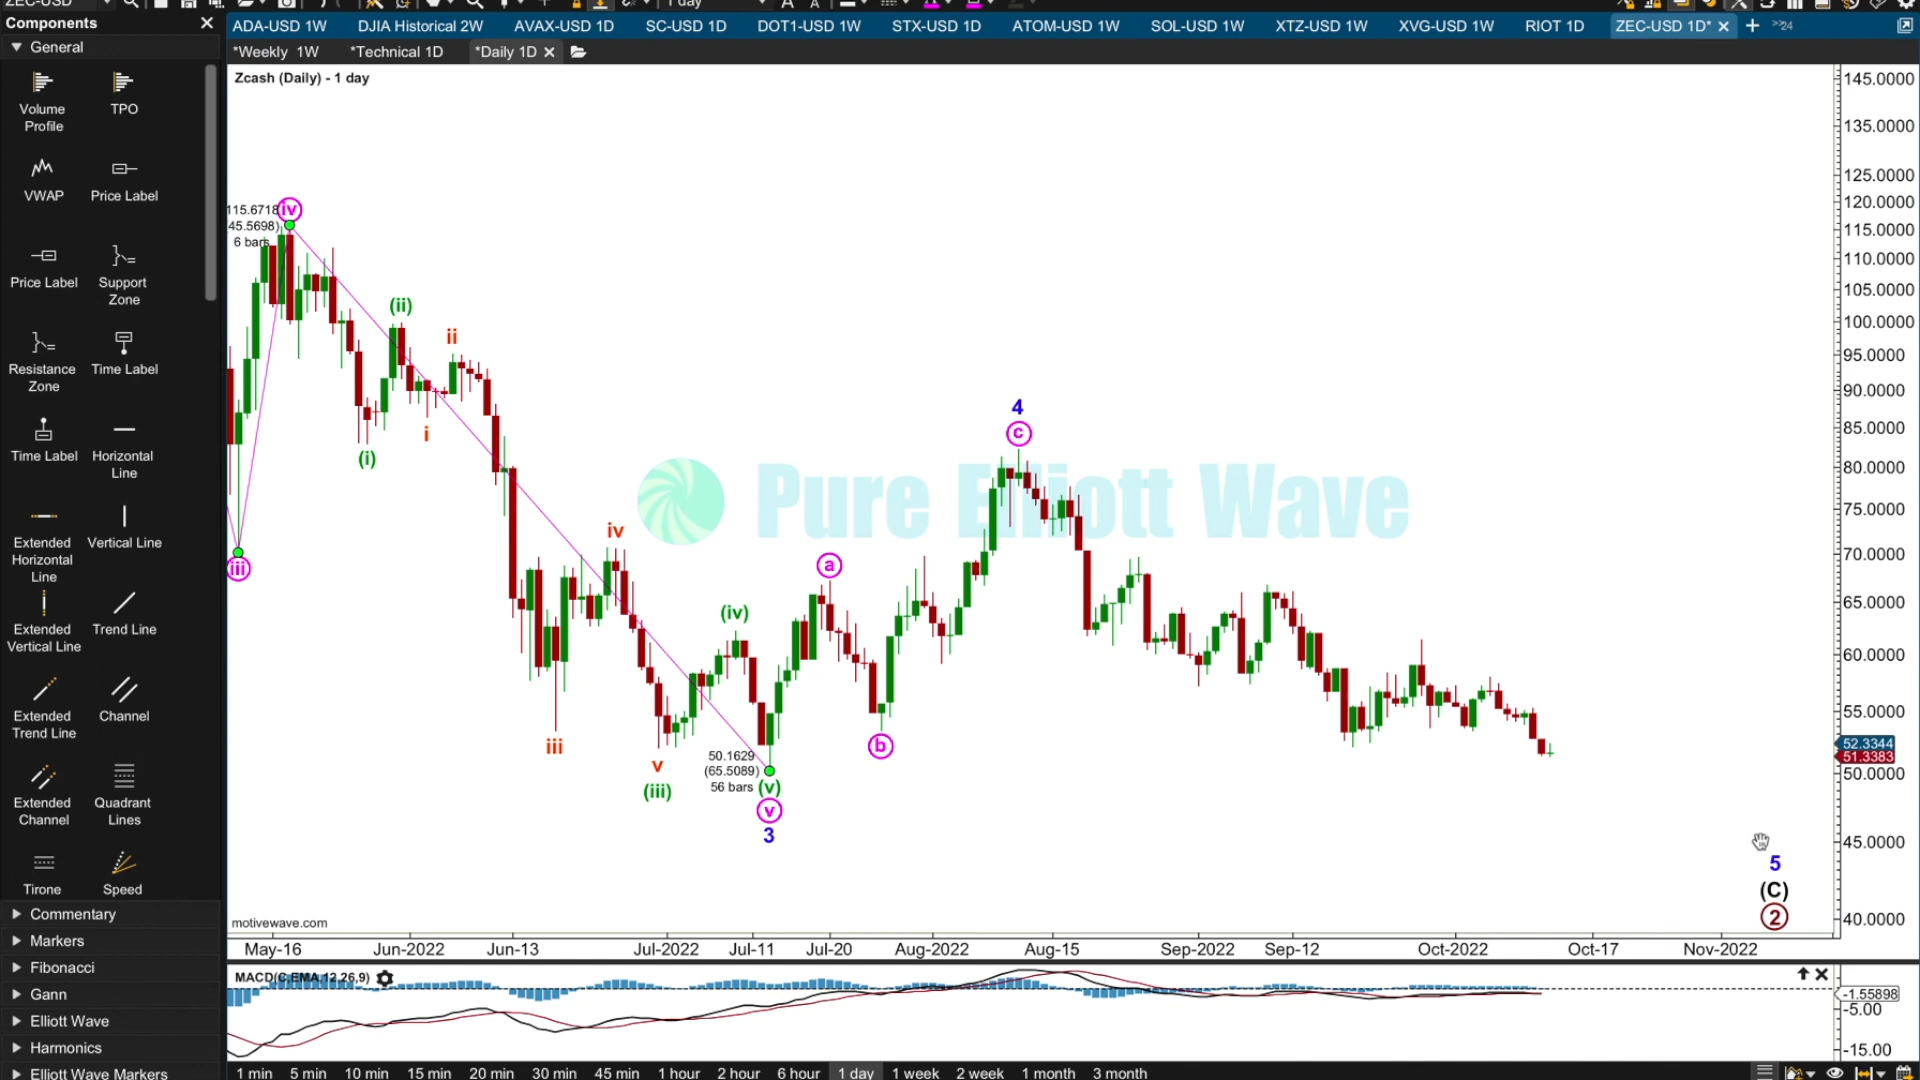 ZEC-USD
1 day
Components
General
Volume Profile
TPO
VWAP
Price Label
Price Label
Support Zone
Resistance Zone
Time Label
Time Label
Horizontal Line
Extended Horizontal Line
Vertical Line
Extended Vertical Line
Trend Line
Extended Trend Line
Channel
Extended Channel
Quadrant Lines
Tirone
Speed
Commentary
Markers
Fibonacci
Gann
Elliott Wave
Harmonics
Elliott Wave Markers
ADA-USD 1W
DJIA Historical 2W
AVAX-USD 1D
SC-USD 1D
DOT1-USD 1W
STX-USD 1D
ATOM-USD 1W
SOL-USD 1W
XTZ-USD 1W
XVG-USD 1W
RIOT 1D
ZEC-USD 1D*
24
*Weekly 1W
*Technical 1D
*Daily 1D
Zcash (Daily) - 1 day
115.6718
45.5698)
6 bars
iv
iii
(i)
(ii)
i
ii
iii
iv
v
(iii)
(iv)
50.1629
(65.5089)
56 bars
(v)
v
3
a
b
4
c
Pure Elliott Wave
5
(C)
2
145.0000
135.0000
125.0000
120.0000
115.0000
110.0000
105.0000
100.0000
95.0000
90.0000
85.0000
80.0000
75.0000
70.0000
65.0000
60.0000
55.0000
52.3344
51.3383
50.0000
45.0000
40.0000
motivewave.com
May-16
Jun-2022
Jun-13
Jul-2022
Jul-11
Jul-20
Aug-2022
Aug-15
Sep-2022
Sep-12
Oct-2022
Oct-17
Nov-2022
MACD(C,EMA,12,26,9)
-1.55898
-5.00
-15.00
1 min
5 min
10 min
15 min
20 min
30 min
45 min
1 hour
2 hour
6 hour
1 day
1 week
2 week
1 month
3 month